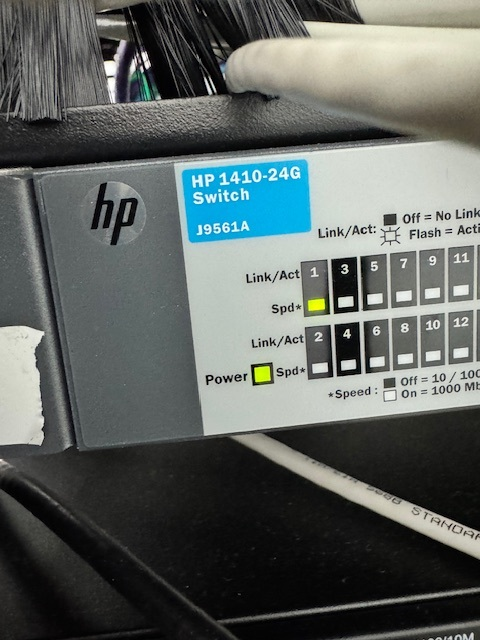 hp
HP 1410-24G
Switch
J9561A
Link/Act:
Off = No Link
Flash = Acti
Link/Act
1 3 5 7 9 11
Spd*
Link/Act
2 4 6 8 10 12
Power
Spd*
*Speed :
Off = 10 / 100
On = 1000 Mb
STANDAR